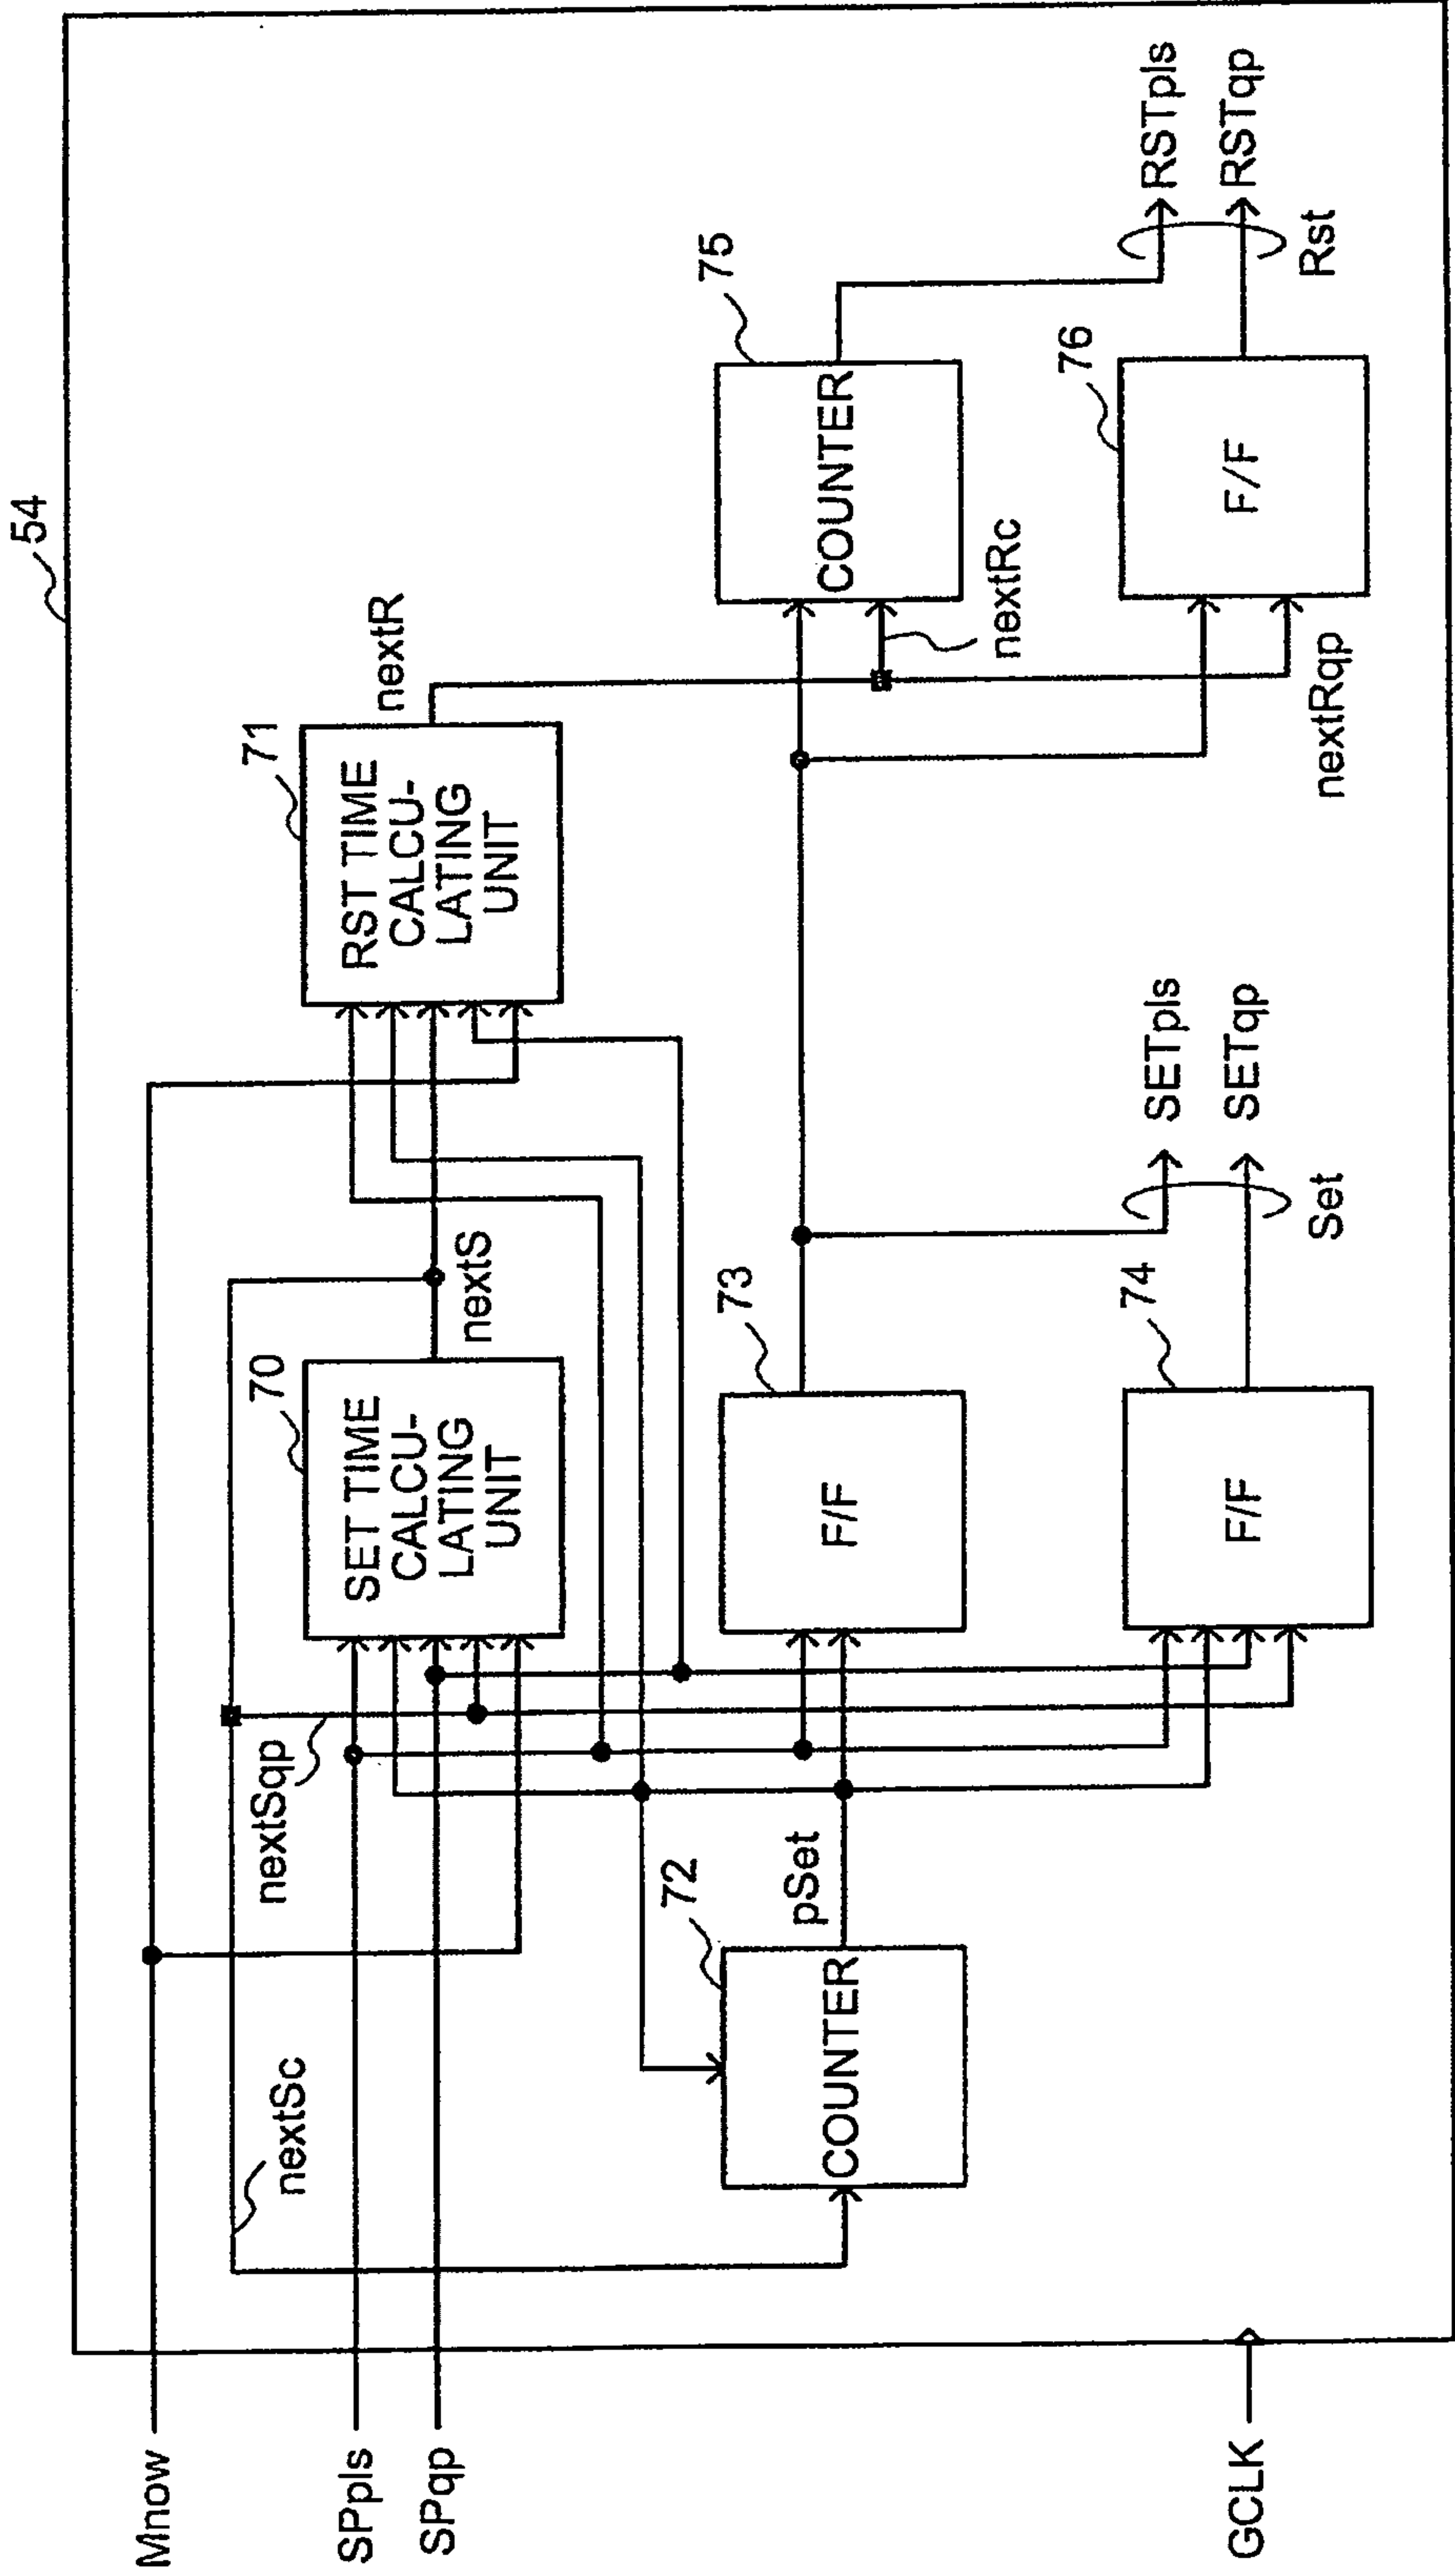 54
Mnow
SPpls
SPqp
GCLK
nextSc
nextSqp
70
SET TIME
CALCU-
LATING
UNIT
nextS
71
RST TIME
CALCU-
LATING
UNIT
nextR
72
COUNTER
pSet
73
F/F
74
F/F
SETpls
SETqp
Set
75
COUNTER
nextRc
76
F/F
nextRqp
RSTpls
RSTqp
Rst